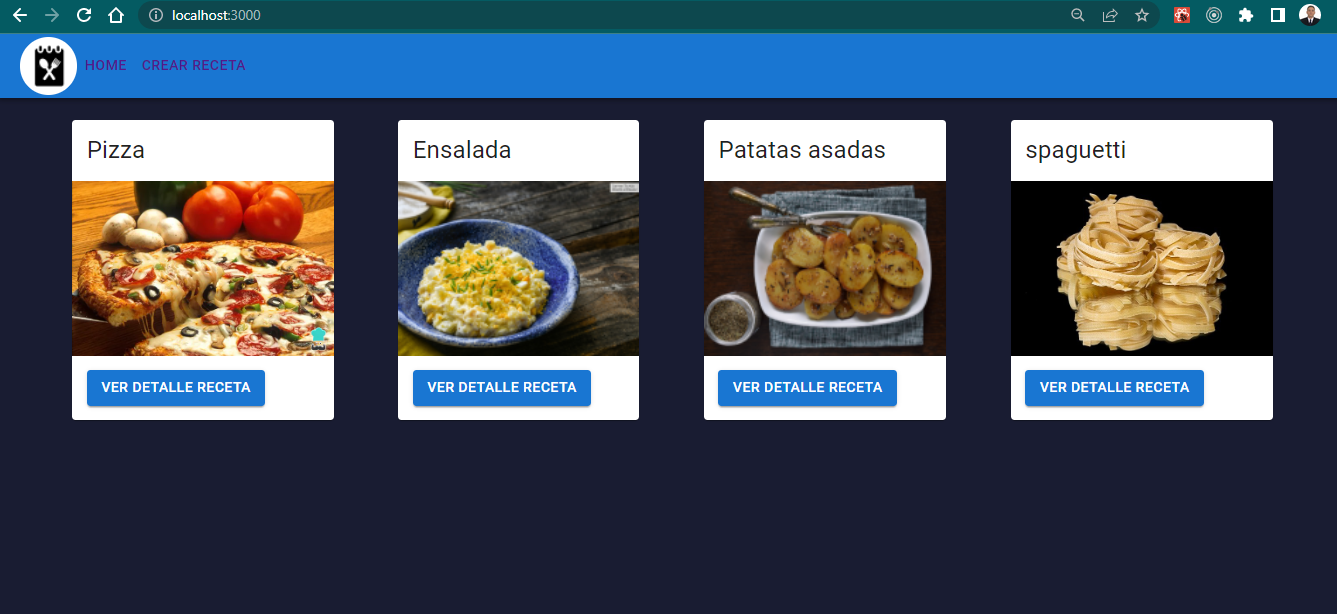 localhost:3000
HOME CREAR RECETA
Pizza
Ensalada
Patatas asadas
spaguetti
VER DETALLE RECETA
VER DETALLE RECETA
VER DETALLE RECETA
VER DETALLE RECETA